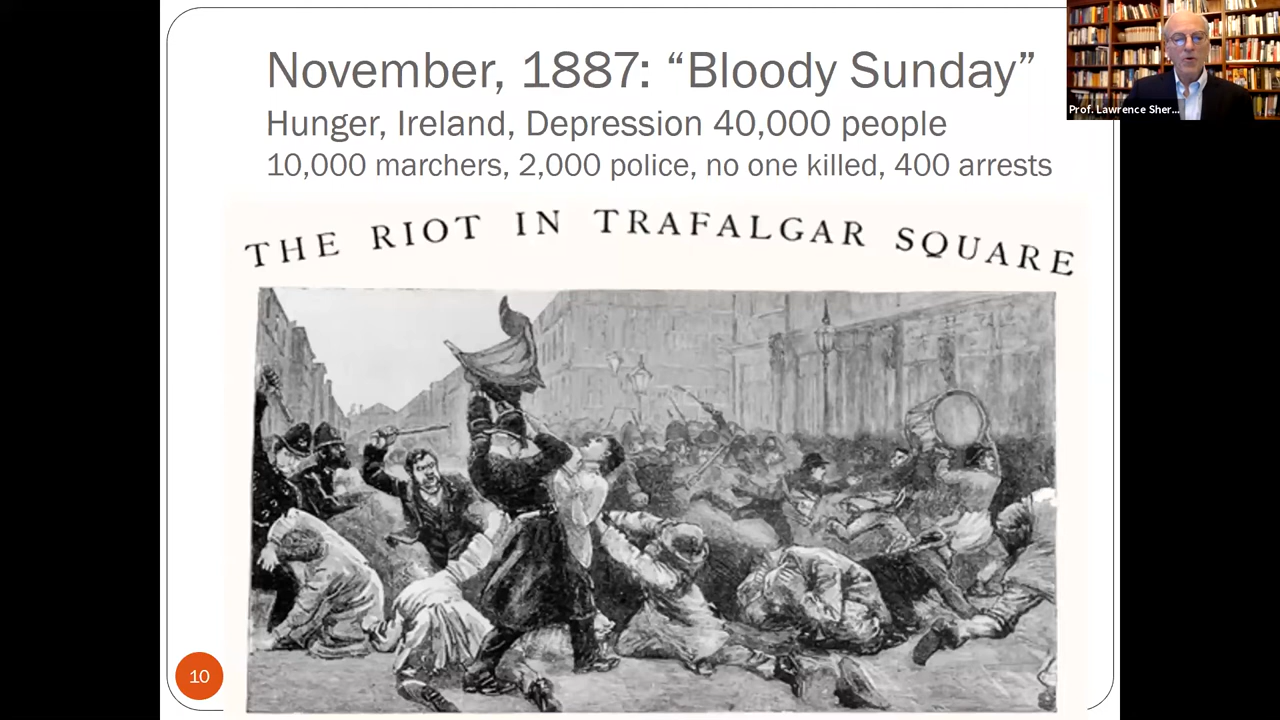 November, 1887: “Bloody Sunday”
Hunger, Ireland, Depression 40,000 people
10,000 marchers, 2,000 police, no one killed, 400 arrests
THE RIOT IN TRAFALGAR SQUARE
10
Prof. Lawrence Sher...